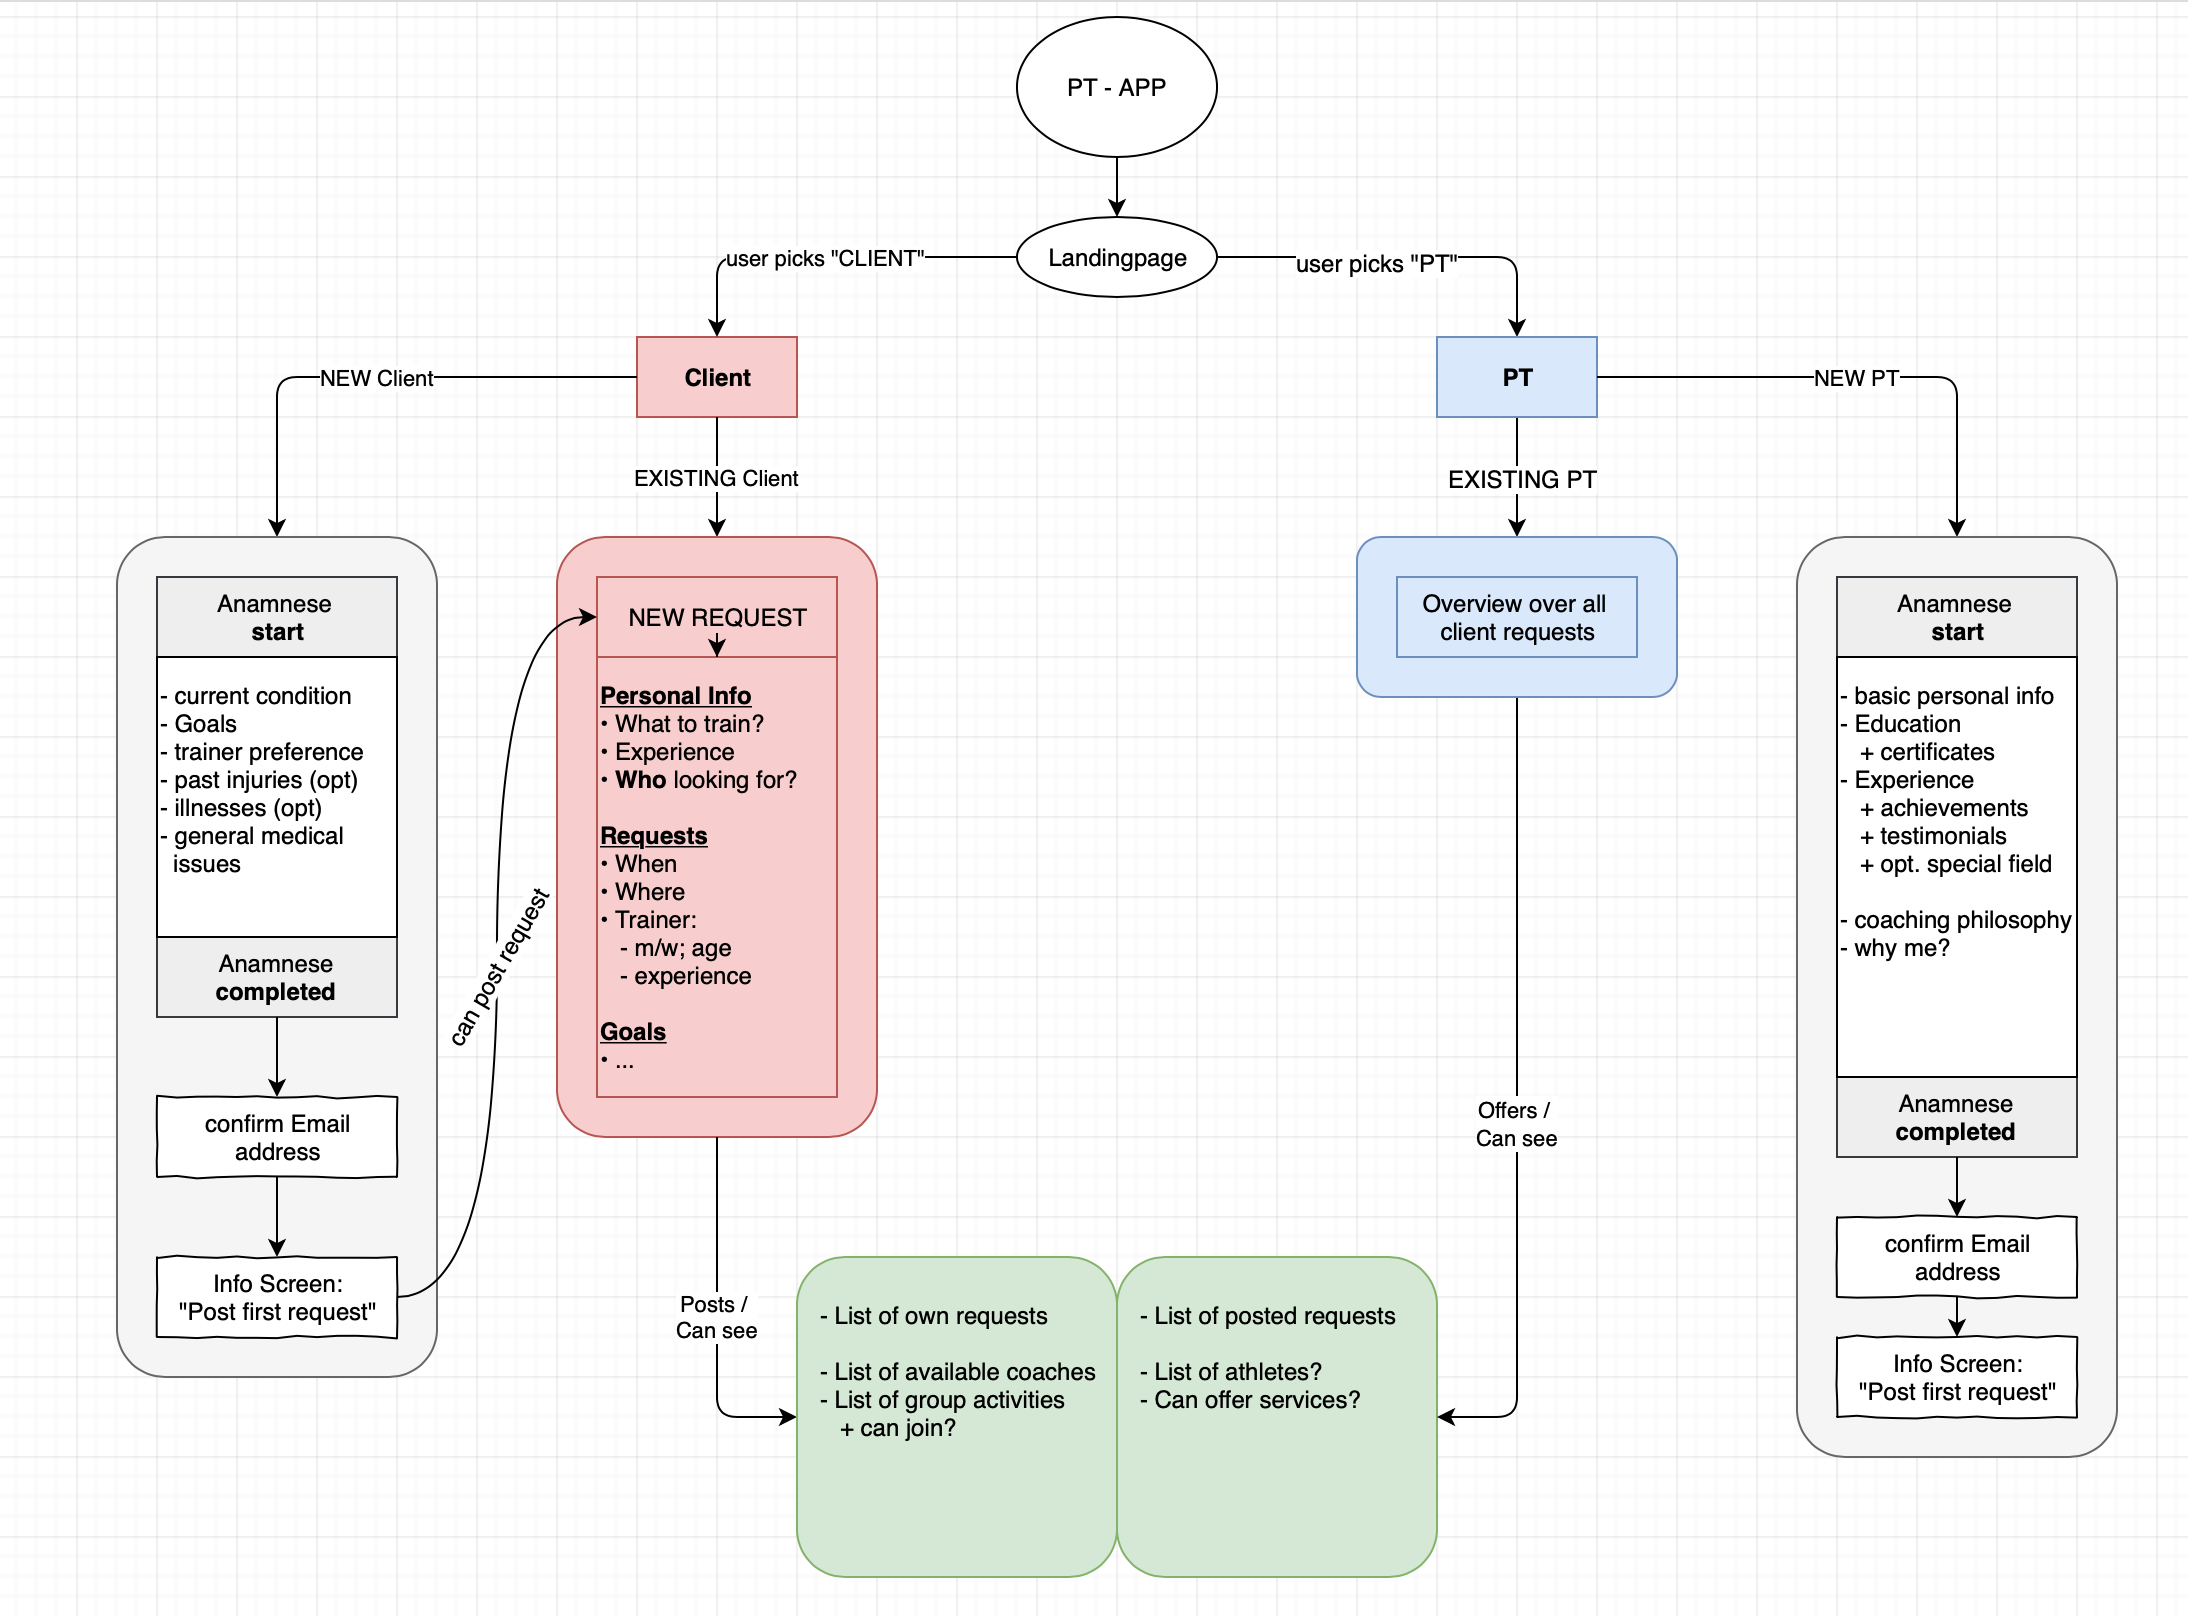 PT - APP
Landingpage
user picks "CLIENT"
user picks "PT"
Client
PT
NEW Client
NEW PT
EXISTING Client
EXISTING PT
Anamnese
start
- current condition
- Goals
- trainer preference
- past injuries (opt)
- illnesses (opt)
- general medical
issues
Anamnese
completed
confirm Email
address
Info Screen:
"Post first request"
can post request
NEW REQUEST
Personal Info
• What to train?
• Experience
• Who looking for?
Requests
• When
• Where
• Trainer:
- m/w; age
- experience
Goals
• ...
Posts /
Can see
Overview over all
client requests
Offers /
Can see
- List of own requests
- List of available coaches
- List of group activities
+ can join?
- List of posted requests
- List of athletes?
- Can offer services?
Anamnese
start
- basic personal info
- Education
+ certificates
- Experience
+ achievements
+ testimonials
+ opt. special field
- coaching philosophy
- why me?
Anamnese
completed
confirm Email
address
Info Screen:
"Post first request"